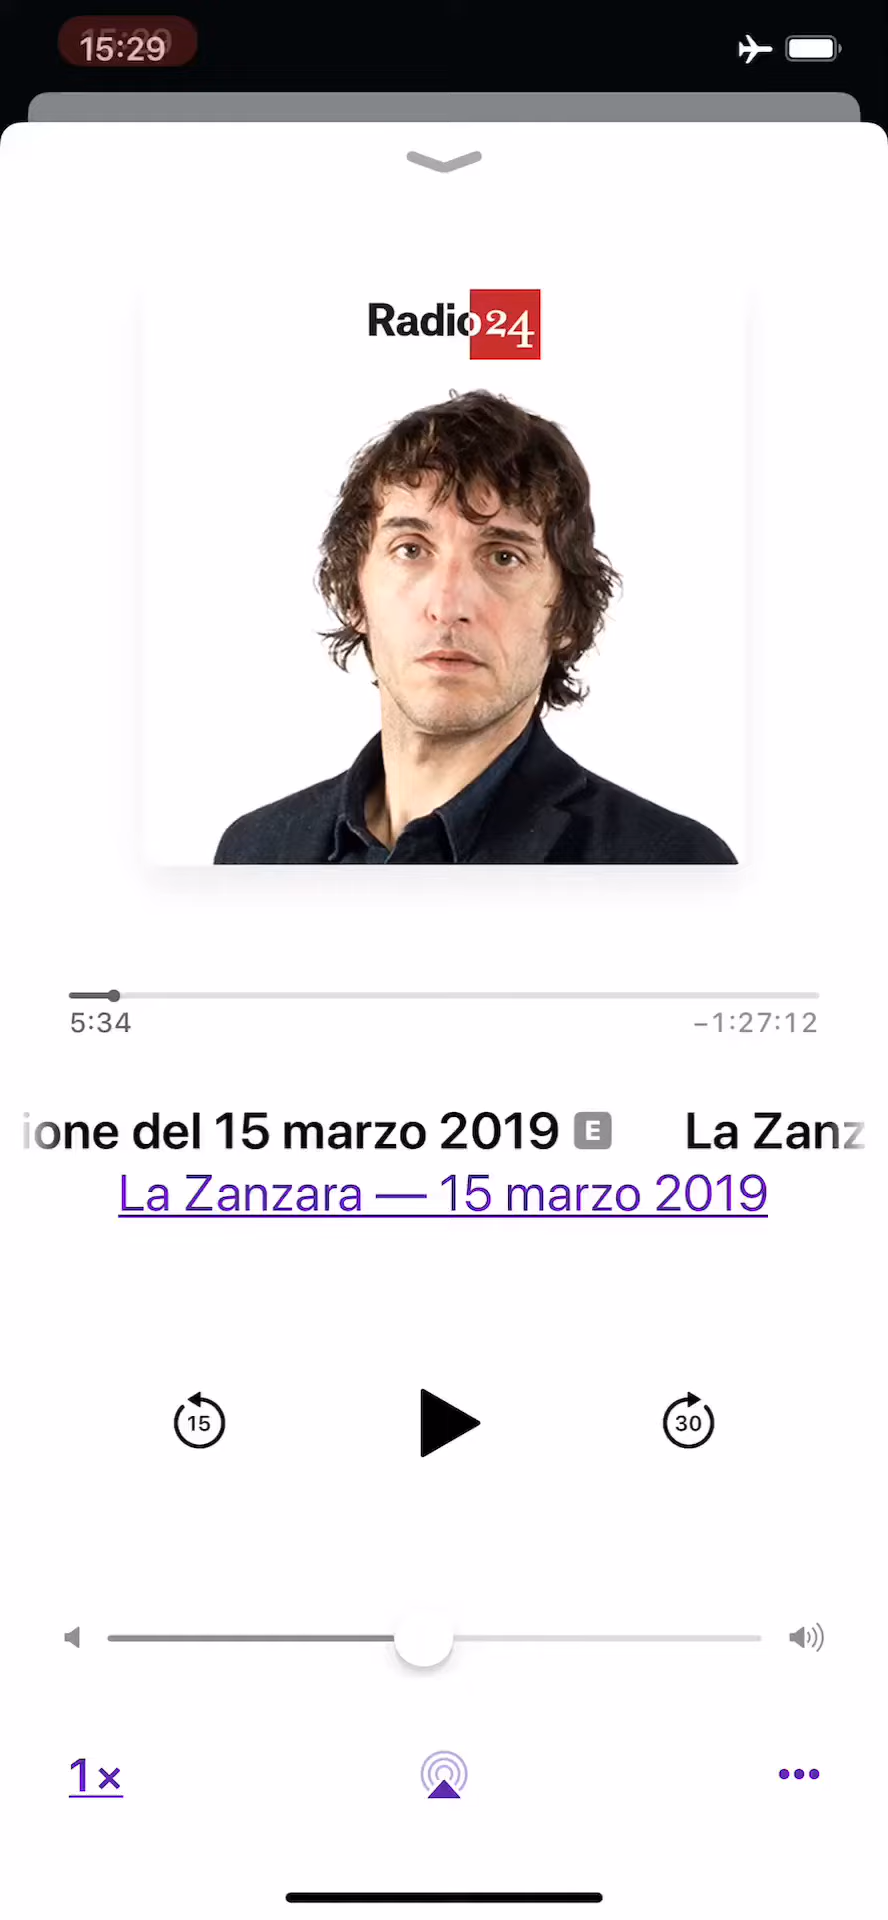 15:29
Radio24
5:34
–1:27:12
ione del 15 marzo 2019 E La Zanz
La Zanzara — 15 marzo 2019
15
30
1×